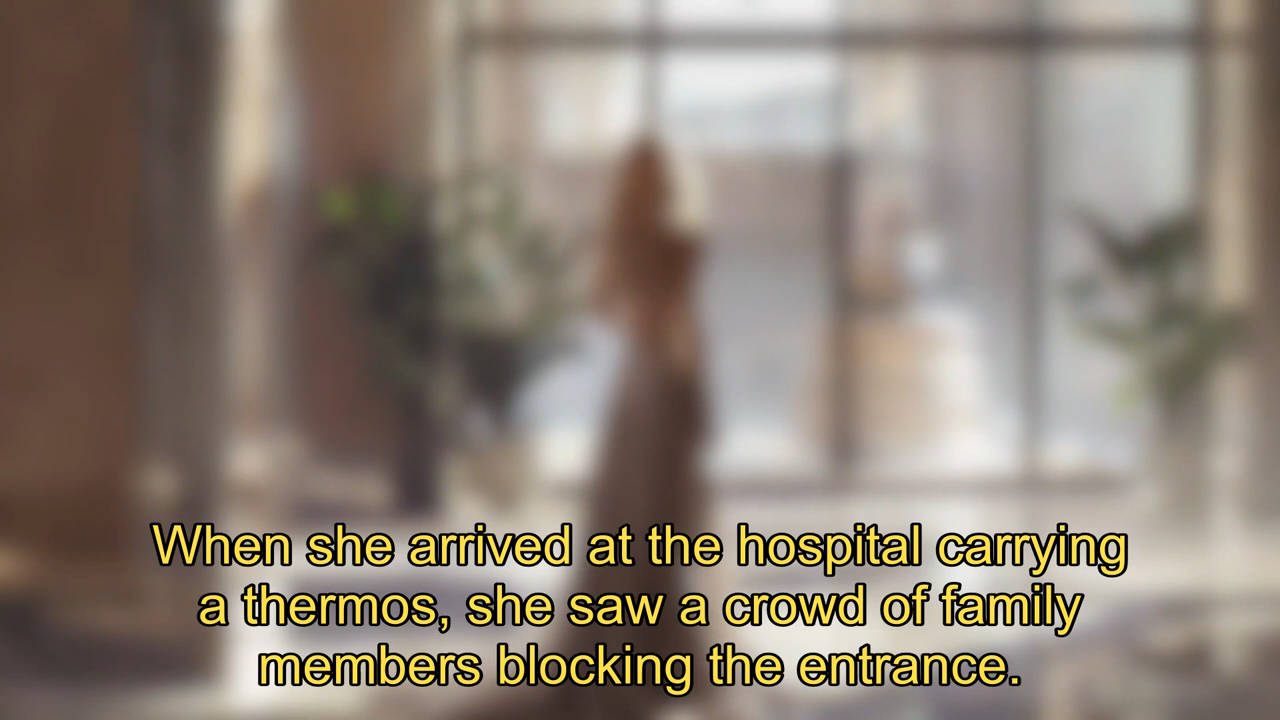 When she arrived at the hospital carrying
a thermos, she saw a crowd of family
members blocking the entrance.